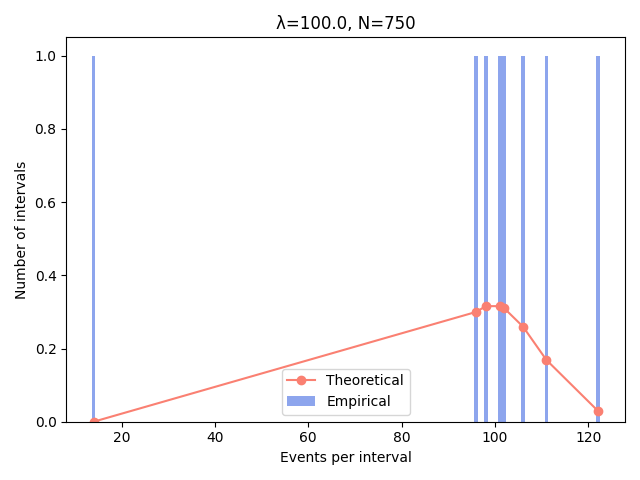 λ=100.0, N=750
1.0
0.8
0.6
0.4
0.2
0.0
Number of intervals
Theoretical
Empirical
20 40 60 80 100 120
Events per interval